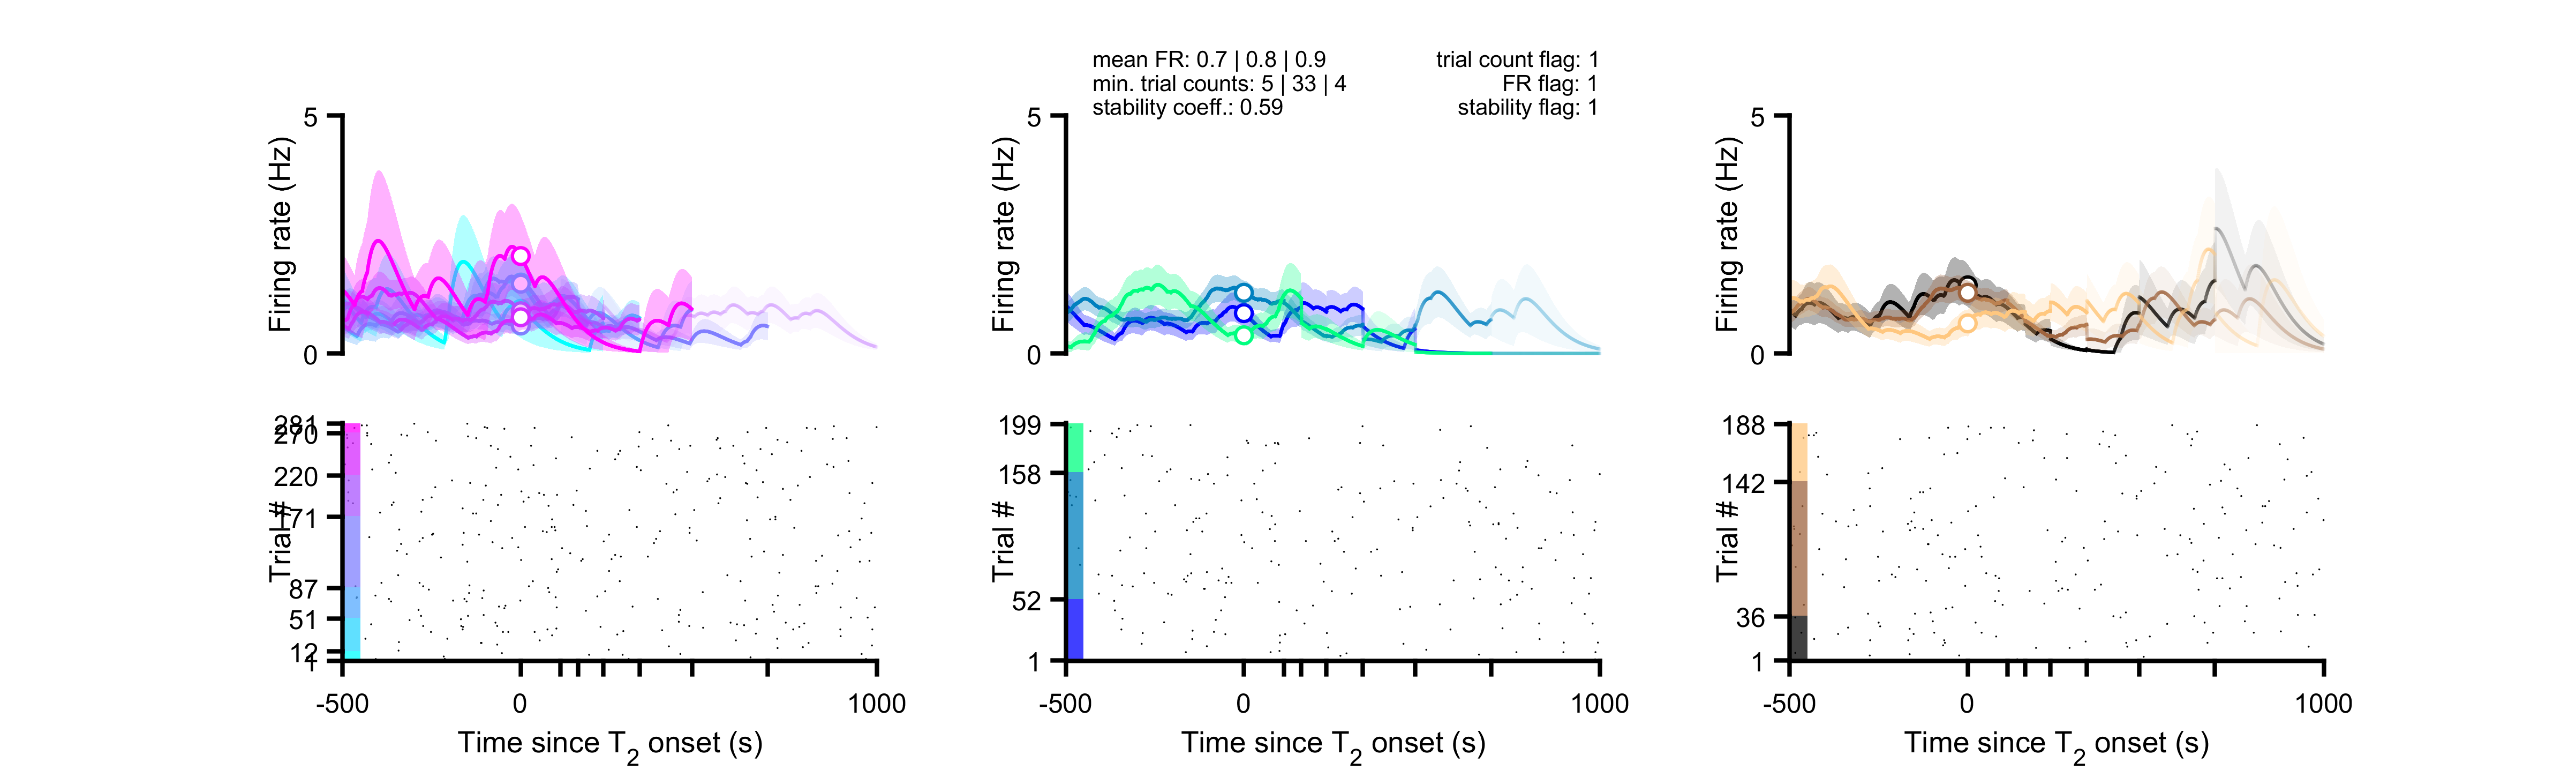 mean FR: 0.7 | 0.8 | 0.9
trial count flag: 1
min. trial counts: 5 | 33 | 4
FR flag: 1
stability coeff.: 0.59
stability flag: 1
5
Firing rate (Hz)
0
5
Firing rate (Hz)
0
5
Firing rate (Hz)
0
281
270
220
171
87
51
12
1
Trial #
-500
0
1000
Time since T2 onset (s)
199
158
52
1
Trial #
-500
0
1000
Time since T2 onset (s)
188
142
36
1
Trial #
-500
0
1000
Time since T2 onset (s)